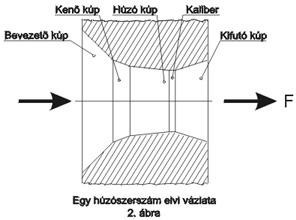 Kenő kúp Húzó kúp Kaliber
Bevezető kúp Kifutó kúp
F
Egy húzószerszám elvi vázlata
2. ábra